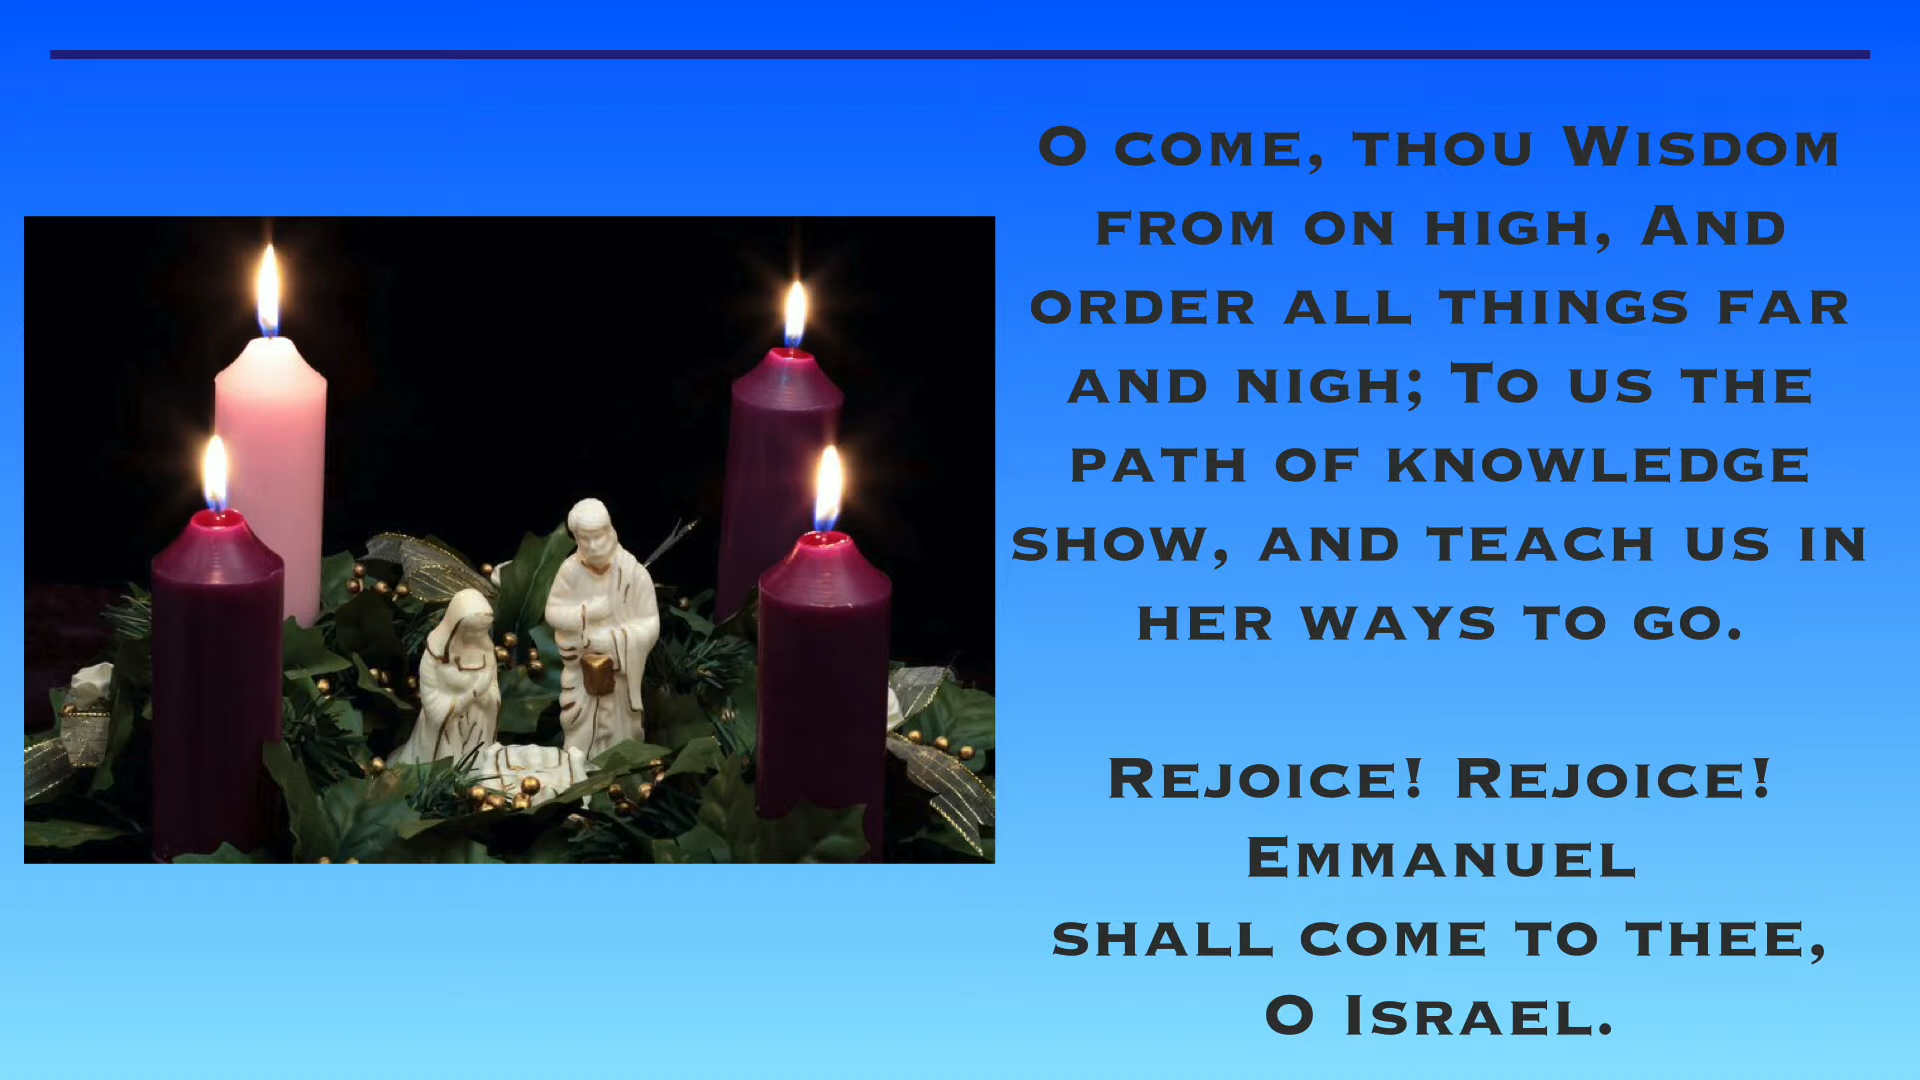 O come, thou Wisdom
from on high, And
order all things far
and nigh; To us the
path of knowledge
show, and teach us in
her ways to go.
Rejoice! Rejoice!
Emmanuel
shall come to thee,
O Israel.